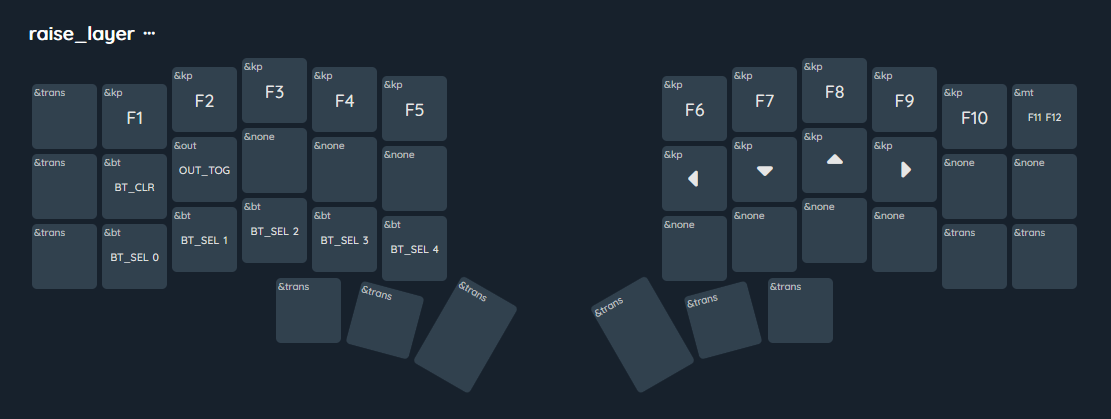 raise_layer ···
&trans &kp &kp &kp &kp &kp &kp &kp &kp &kp &kp &mt
F1 F2 F3 F4 F5 F6 F7 F8 F9 F10 F11 F12
&trans &bt &out &none &none &none &kp &kp &kp &kp &none &none
BT_CLR OUT_TOG
&trans &bt &bt &bt &bt &bt &none &none &none &none &trans &trans
BT_SEL 0 BT_SEL 1 BT_SEL 2 BT_SEL 3 BT_SEL 4
&trans &trans &trans &trans &trans &trans